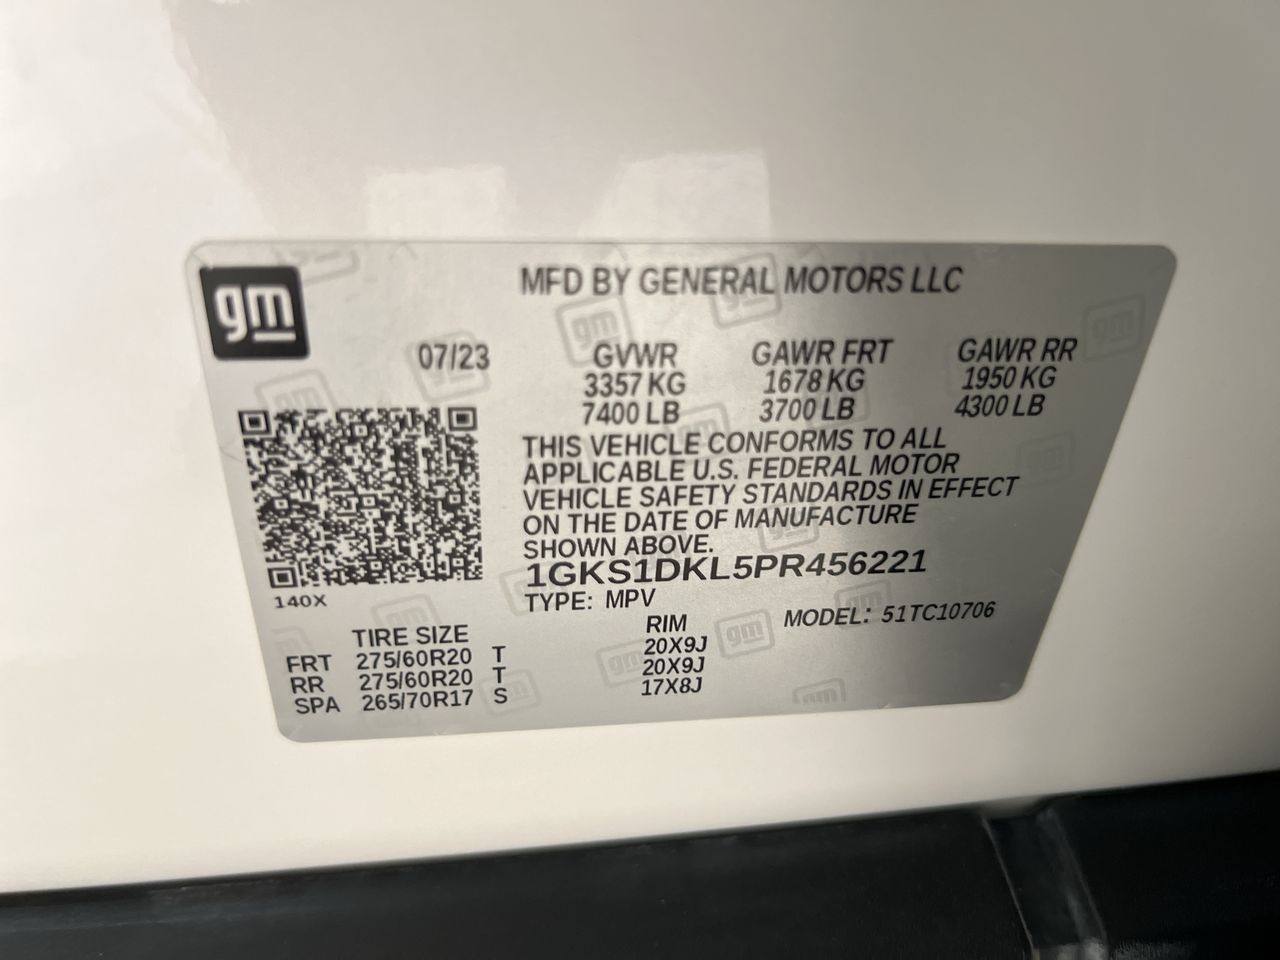 gm
MFD BY GENERAL MOTORS LLC
07/23 GVWR GAWR FRT GAWR RR
3357 KG 1678 KG 1950 KG
7400 LB 3700 LB 4300 LB
THIS VEHICLE CONFORMS TO ALL
APPLICABLE U.S. FEDERAL MOTOR
VEHICLE SAFETY STANDARDS IN EFFECT
ON THE DATE OF MANUFACTURE
SHOWN ABOVE.
1GKS1DKL5PR456221
140X
TYPE: MPV
MODEL: 51TC10706
TIRE SIZE RIM
FRT 275/60R20 T 20X9J
RR 275/60R20 T 20X9J
SPA 265/70R17 S 17X8J